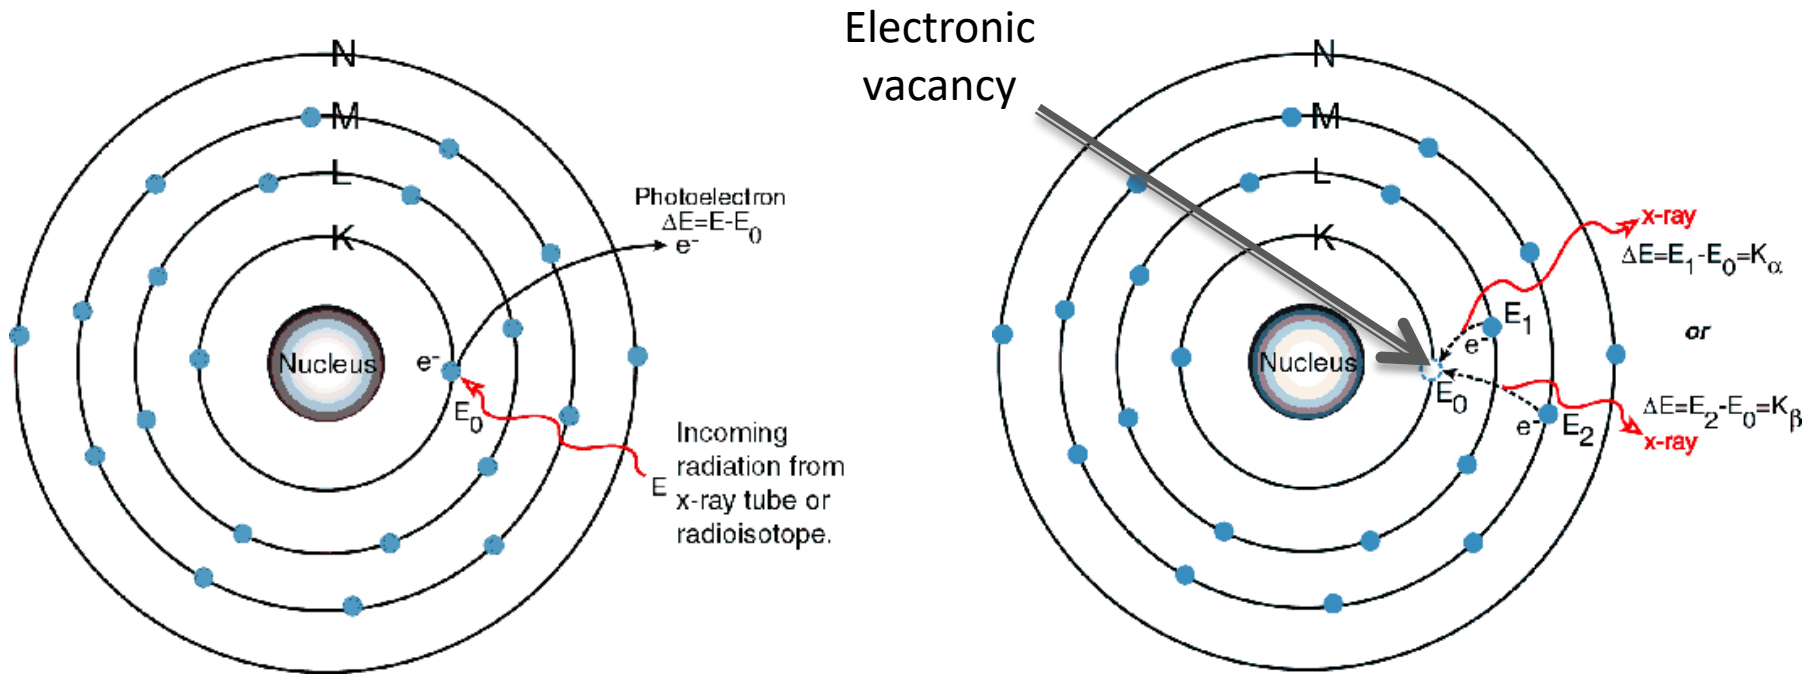 N
M
L
K
Nucleus
e-
E0
Photoelectron
ΔE=E-E0
e-
E
Incoming
radiation from
x-ray tube or
radioisotope.
Electronic
vacancy
N
M
L
K
Nucleus
E0
e-
E1
e-
E2
x-ray
ΔE=E1-E0=Kα
or
ΔE=E2-E0=Kβ
x-ray